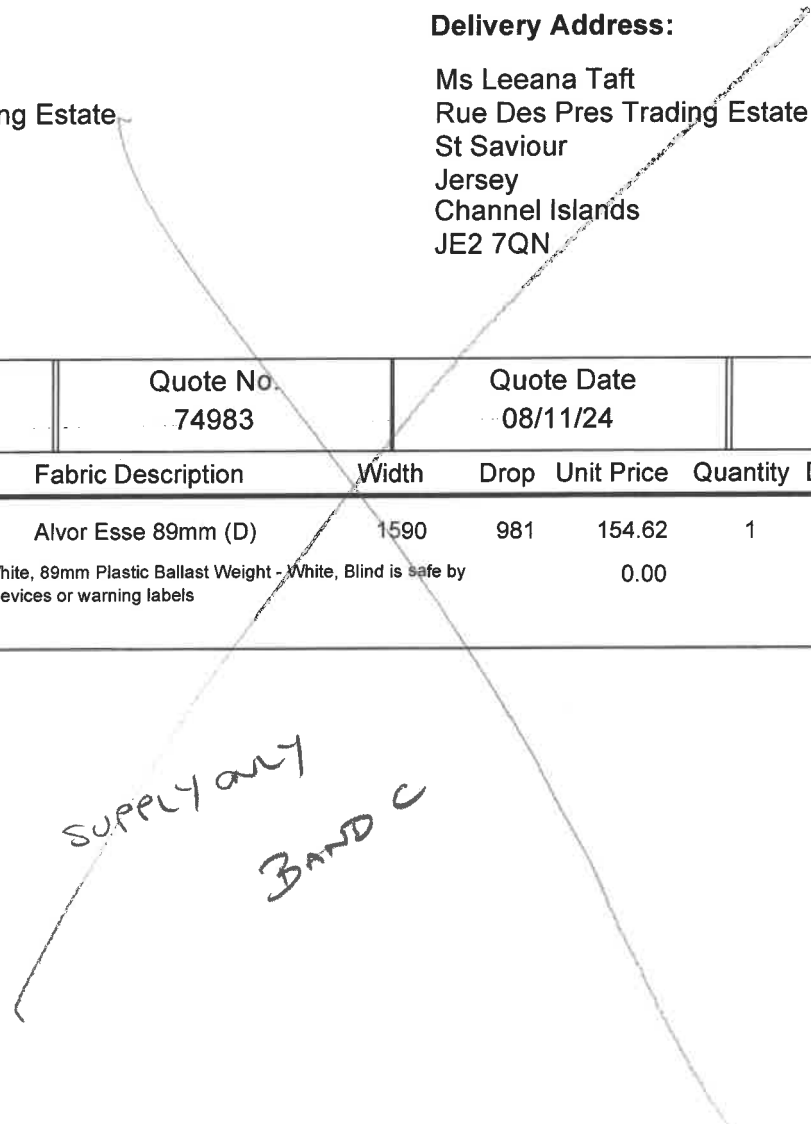 Delivery Address:
Ms Leeana Taft
ng Estate
Rue Des Pres Trading Estate
St Saviour
Jersey
Channel Islands
JE2 7QN
Quote No. Quote Date
74983 08/11/24
Fabric Description Width Drop Unit Price Quantity D
Alvor Esse 89mm (D) 1590 981 154.62 1
hite, 89mm Plastic Ballast Weight - White, Blind is safe by 0.00
evices or warning labels
SUPPLY ONLY
BAND C